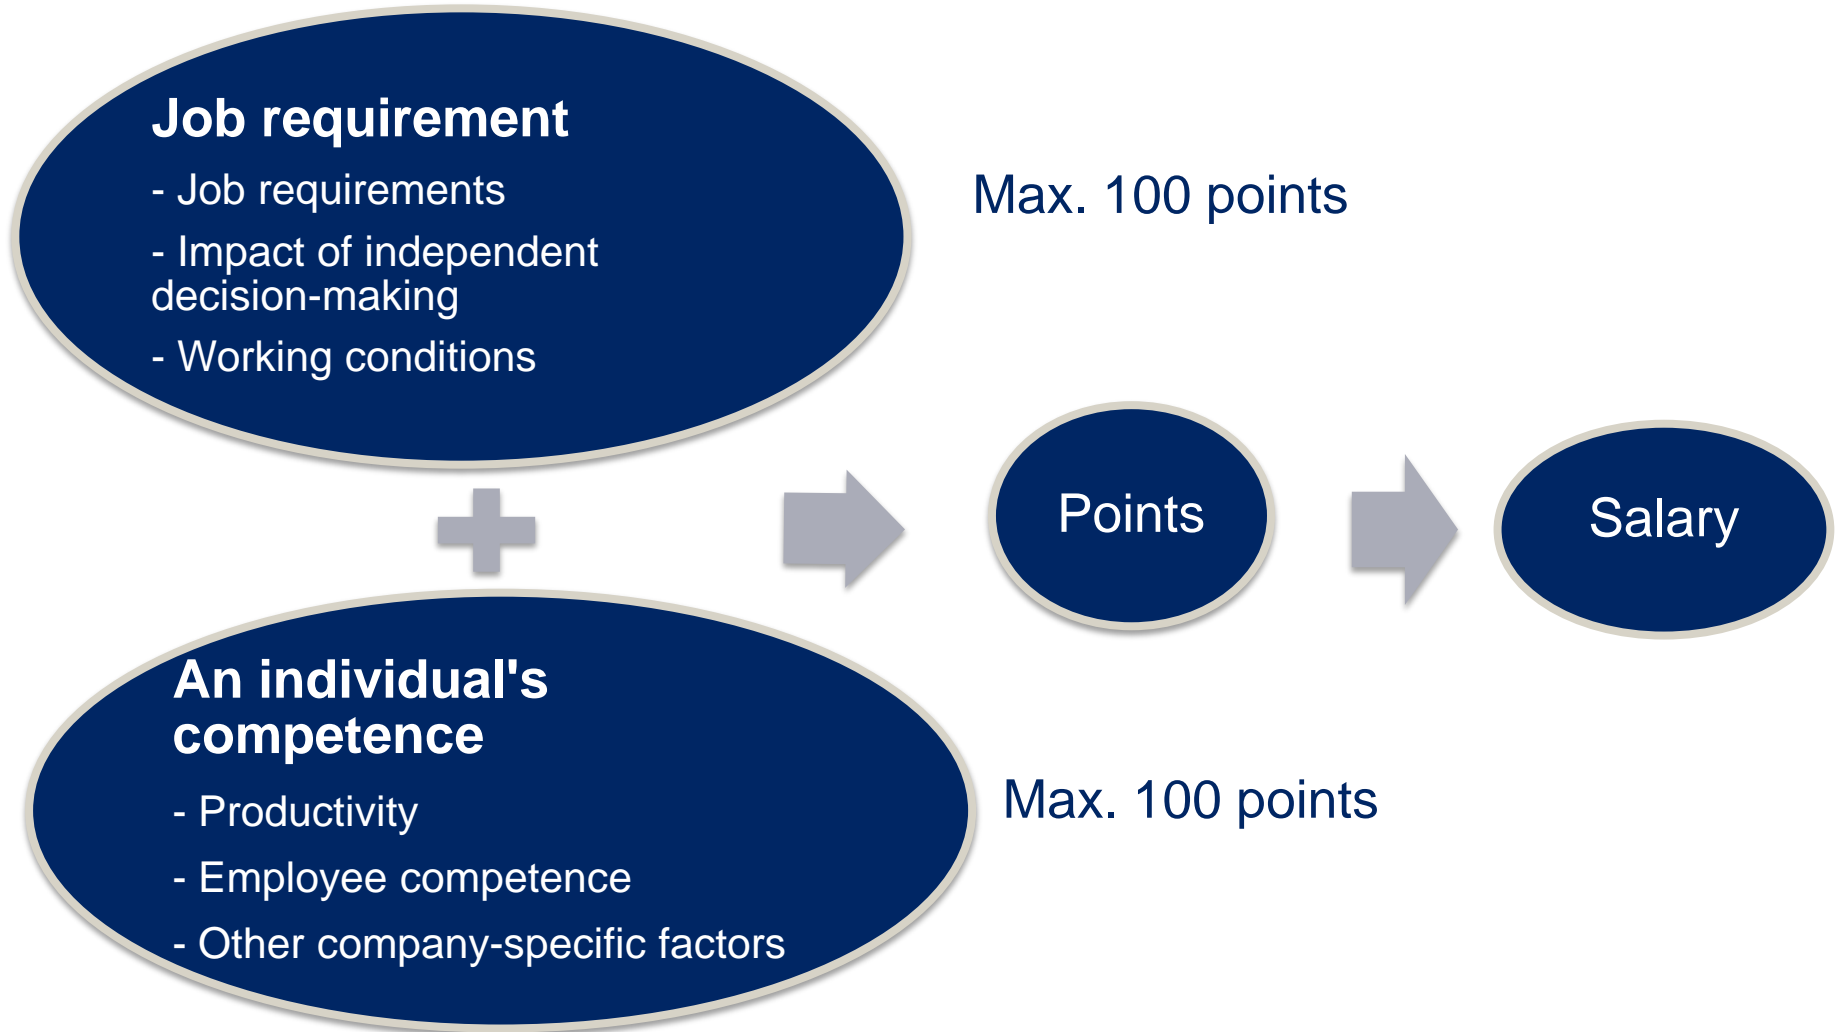 Job requirement
- Job requirements
- Impact of independent
decision-making
- Working conditions
Max. 100 points
Points
Salary
An individual's
competence
- Productivity
- Employee competence
- Other company-specific factors
Max. 100 points